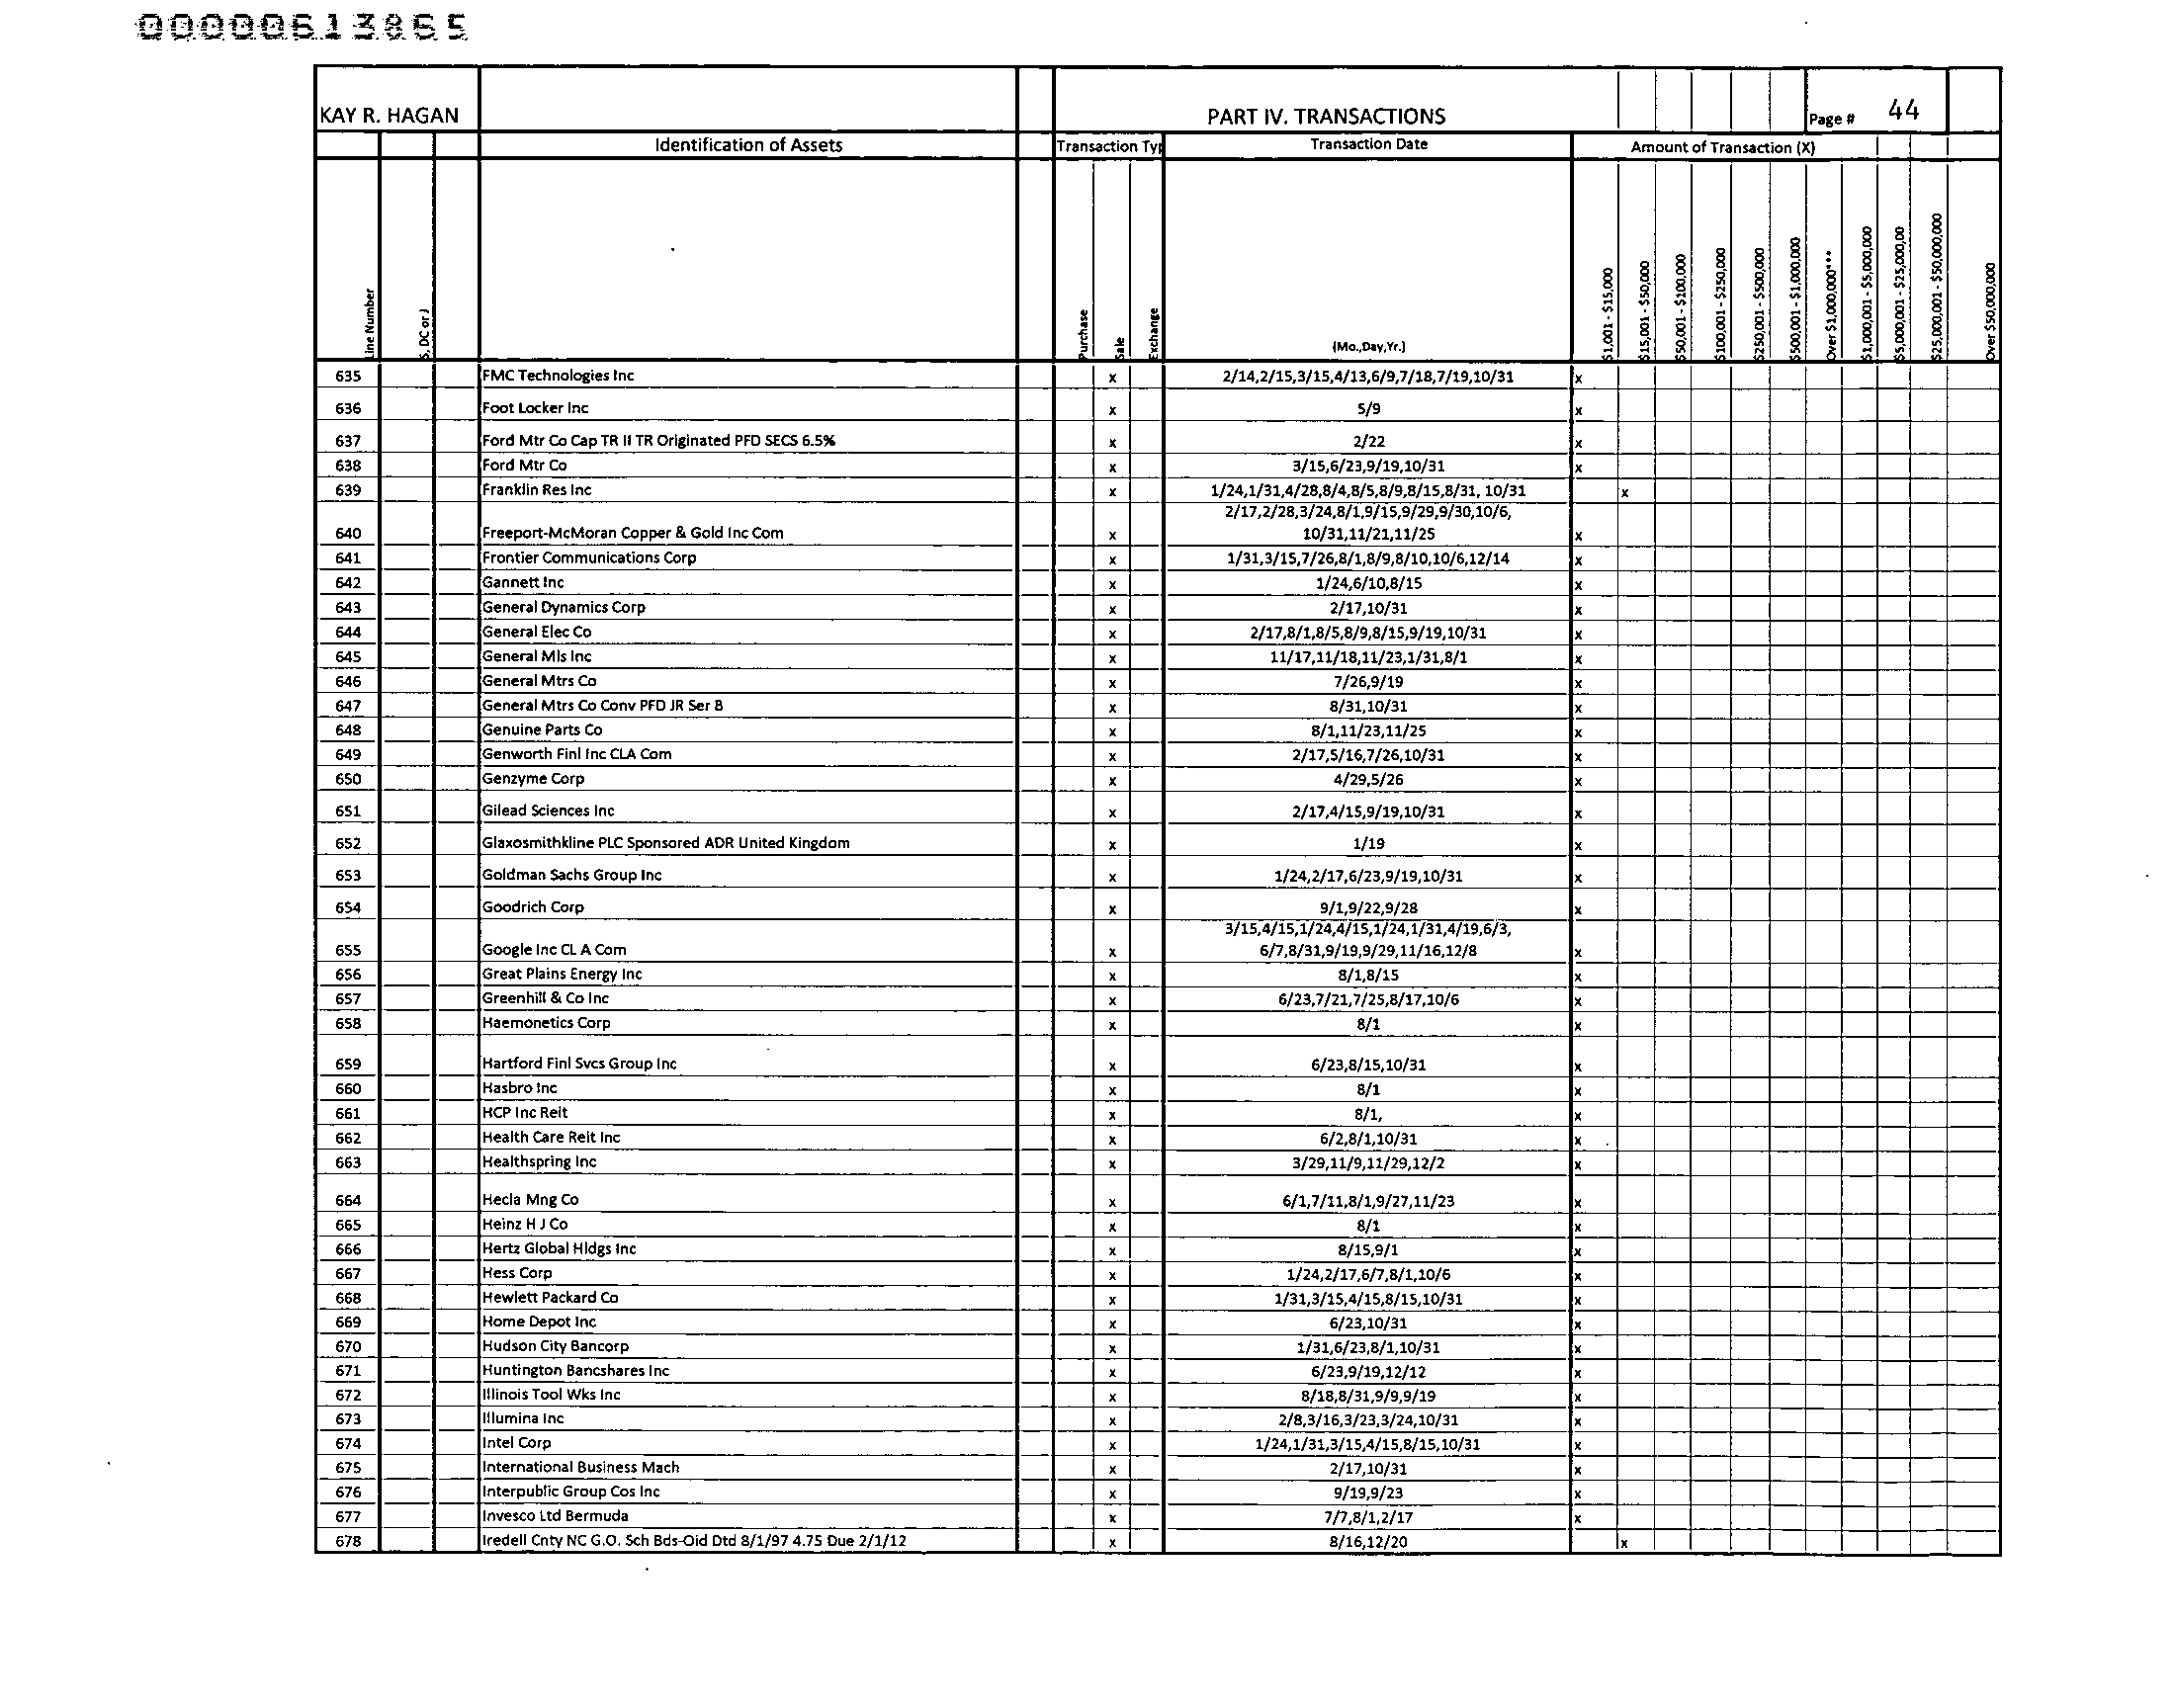 00000613865
KAY R. HAGAN PART IV. TRANSACTIONS Page # 44
Identification of Assets Transaction Typ Transaction Date Amount of Transaction (X)
Line Number S, DC or J Purchase Sale Exchange (Mo.,Day,Yr.) $1,001 - $15,000 $15,001 - $50,000 $50,001 - $100,000 $100,001 - $250,000 $250,001 - $500,000 $500,001 - $1,000,000 Over $1,000,000*** $1,000,001 - $5,000,000 $5,000,001 - $25,000,00 $25,000,001 - $50,000,000 Over $50,000,000
635 FMC Technologies Inc x 2/14,2/15,3/15,4/13,6/9,7/18,7/19,10/31 x
636 Foot Locker Inc x 5/9 x
637 Ford Mtr Co Cap TR II TR Originated PFD SECS 6.5% x 2/22 x
638 Ford Mtr Co x 3/15,6/23,9/19,10/31 x
639 Franklin Res Inc x 1/24,1/31,4/28,8/4,8/5,8/9,8/15,8/31, 10/31 x
2/17,2/28,3/24,8/1,9/15,9/29,9/30,10/6,
640 Freeport-McMoran Copper & Gold Inc Com x 10/31,11/21,11/25 x
641 Frontier Communications Corp x 1/31,3/15,7/26,8/1,8/9,8/10,10/6,12/14 x
642 Gannett Inc x 1/24,6/10,8/15 x
643 General Dynamics Corp x 2/17,10/31 x
644 General Elec Co x 2/17,8/1,8/5,8/9,8/15,9/19,10/31 x
645 General Mls Inc x 11/17,11/18,11/23,1/31,8/1 x
646 General Mtrs Co x 7/26,9/19 x
647 General Mtrs Co Conv PFD JR Ser B x 8/31,10/31 x
648 Genuine Parts Co x 8/1,11/23,11/25 x
649 Genworth Finl Inc CLA Com x 2/17,5/16,7/26,10/31 x
650 Genzyme Corp x 4/29,5/26 x
651 Gilead Sciences Inc x 2/17,4/15,9/19,10/31 x
652 Glaxosmithkline PLC Sponsored ADR United Kingdom x 1/19 x
653 Goldman Sachs Group Inc x 1/24,2/17,6/23,9/19,10/31 x
654 Goodrich Corp x 9/1,9/22,9/28 x
3/15,4/15,1/24,4/15,1/24,1/31,4/19,6/3,
655 Google Inc CL A Com x 6/7,8/31,9/19,9/29,11/16,12/8 x
656 Great Plains Energy Inc x 8/1,8/15 x
657 Greenhill & Co Inc x 6/23,7/21,7/25,8/17,10/6 x
658 Haemonetics Corp x 8/1 x
659 Hartford Finl Svcs Group Inc x 6/23,8/15,10/31 x
660 Hasbro Inc x 8/1 x
661 HCP Inc Reit x 8/1, x
662 Health Care Reit Inc x 6/2,8/1,10/31 x
663 Healthspring Inc x 3/29,11/9,11/29,12/2 x
664 Hecla Mng Co x 6/1,7/11,8/1,9/27,11/23 x
665 Heinz H J Co x 8/1 x
666 Hertz Global Hldgs Inc x 8/15,9/1 x
667 Hess Corp x 1/24,2/17,6/7,8/1,10/6 x
668 Hewlett Packard Co x 1/31,3/15,4/15,8/15,10/31 x
669 Home Depot Inc x 6/23,10/31 x
670 Hudson City Bancorp x 1/31,6/23,8/1,10/31 x
671 Huntington Bancshares Inc x 6/23,9/19,12/12 x
672 Illinois Tool Wks Inc x 8/18,8/31,9/9,9/19 x
673 Illumina Inc x 2/8,3/16,3/23,3/24,10/31 x
674 Intel Corp x 1/24,1/31,3/15,4/15,8/15,10/31 x
675 International Business Mach x 2/17,10/31 x
676 Interpublic Group Cos Inc x 9/19,9/23 x
677 Invesco Ltd Bermuda x 7/7,8/1,2/17 x
678 Iredell Cnty NC G.O. Sch Bds-Oid Dtd 8/1/97 4.75 Due 2/1/12 x 8/16,12/20 x